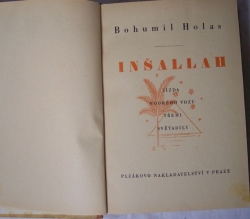 Bohumil Holas
INŠALLAH
JÍZDA
MODRÉHO VOZU
TŘEMI
SVĚTADÍLY
PLZÁKOVO NAKLADATELSTVÍ V PRAZE